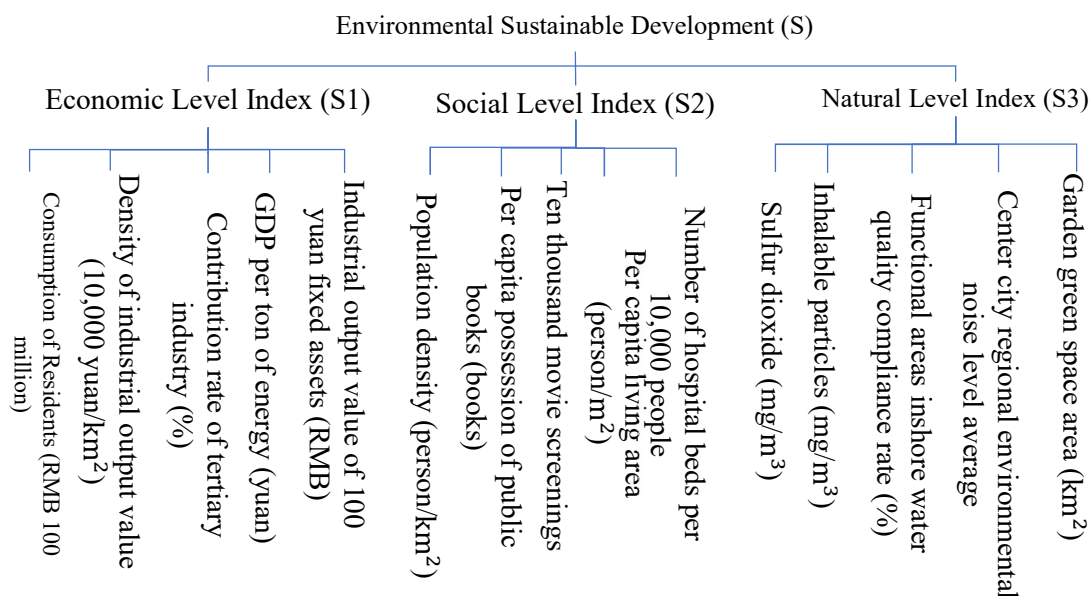 Environmental Sustainable Development (S)
Economic Level Index (S1)
Social Level Index (S2)
Natural Level Index (S3)
Consumption of Residents (RMB 100
million)
Density of industrial output value
(10,000 yuan/km²)
Contribution rate of tertiary
industry (%)
GDP per ton of energy (yuan)
Industrial output value of 100
yuan fixed assets (RMB)
Population density (person/km²)
Per capita possession of public
books (books)
Ten thousand movie screenings
Per capita living area
(person/m²)
Number of hospital beds per
10,000 people
Sulfur dioxide (mg/m³)
Inhalable particles (mg/m³)
Functional areas inshore water
quality compliance rate (%)
Center city regional environmental
noise level average
Garden green space area (km²)